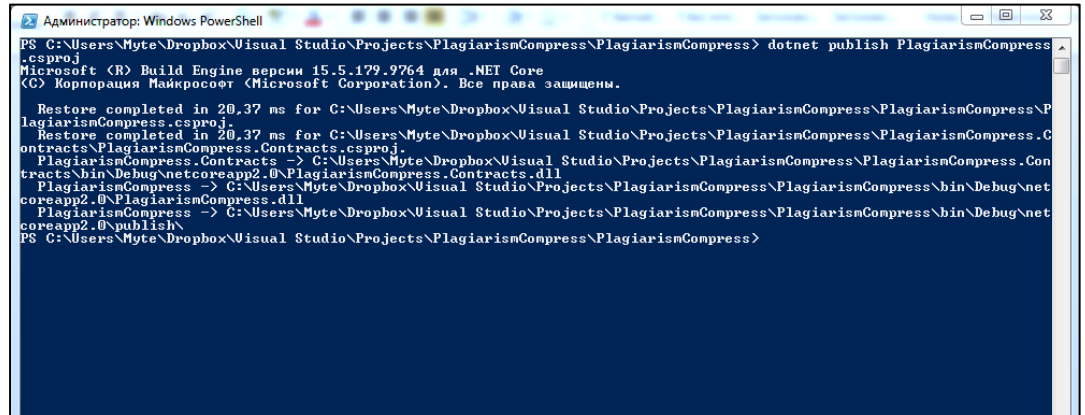 Администратор: Windows PowerShell
PS C:\Users\Myte\Dropbox\Visual Studio\Projects\PlagiarismCompress\PlagiarismCompress> dotnet publish PlagiarismCompress
.csproj
Microsoft (R) Build Engine версии 15.5.179.9764 для .NET Core
(C) Корпорация Майкрософт (Microsoft Corporation). Все права защищены.
  Restore completed in 20,37 ms for C:\Users\Myte\Dropbox\Visual Studio\Projects\PlagiarismCompress\PlagiarismCompress\P
lagiarismCompress.csproj.
  Restore completed in 20,37 ms for C:\Users\Myte\Dropbox\Visual Studio\Projects\PlagiarismCompress\PlagiarismCompress.C
ontracts\PlagiarismCompress.Contracts.csproj.
  PlagiarismCompress.Contracts -> C:\Users\Myte\Dropbox\Visual Studio\Projects\PlagiarismCompress\PlagiarismCompress.Con
tracts\bin\Debug\netcoreapp2.0\PlagiarismCompress.Contracts.dll
  PlagiarismCompress -> C:\Users\Myte\Dropbox\Visual Studio\Projects\PlagiarismCompress\PlagiarismCompress\bin\Debug\net
coreapp2.0\PlagiarismCompress.dll
  PlagiarismCompress -> C:\Users\Myte\Dropbox\Visual Studio\Projects\PlagiarismCompress\PlagiarismCompress\bin\Debug\net
coreapp2.0\publish\
PS C:\Users\Myte\Dropbox\Visual Studio\Projects\PlagiarismCompress\PlagiarismCompress>